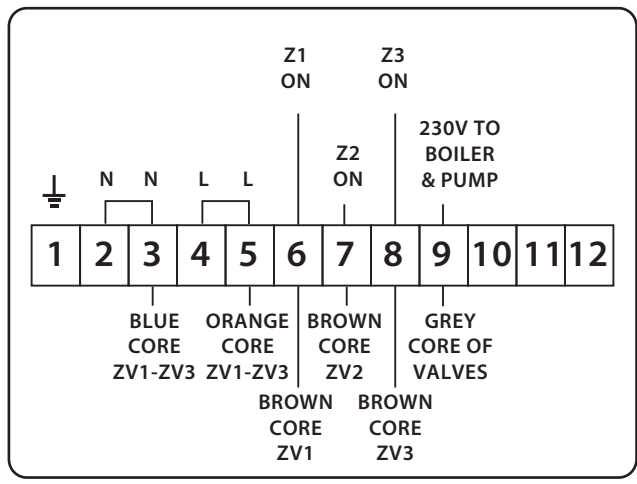 Z1
ON
Z3
ON
Z2
ON
230V TO
BOILER
& PUMP
N N L L
1 2 3 4 5 6 7 8 9 10 11 12
BLUE
CORE
ZV1-ZV3
ORANGE
CORE
ZV1-ZV3
BROWN
CORE
ZV2
GREY
CORE OF
VALVES
BROWN
CORE
ZV1
BROWN
CORE
ZV3